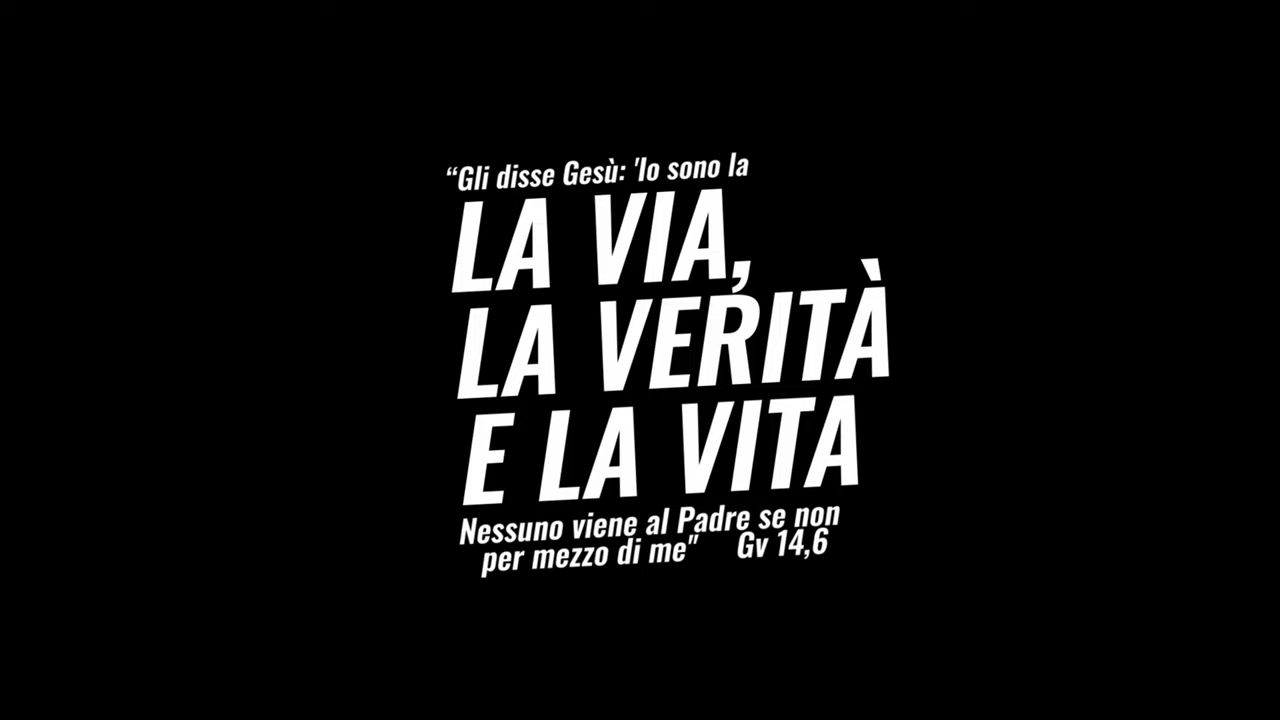 “Gli disse Gesù: 'Io sono la
LA VIA,
LA VERITÀ
E LA VITA
Nessuno viene al Padre se non
per mezzo di me" Gv 14,6